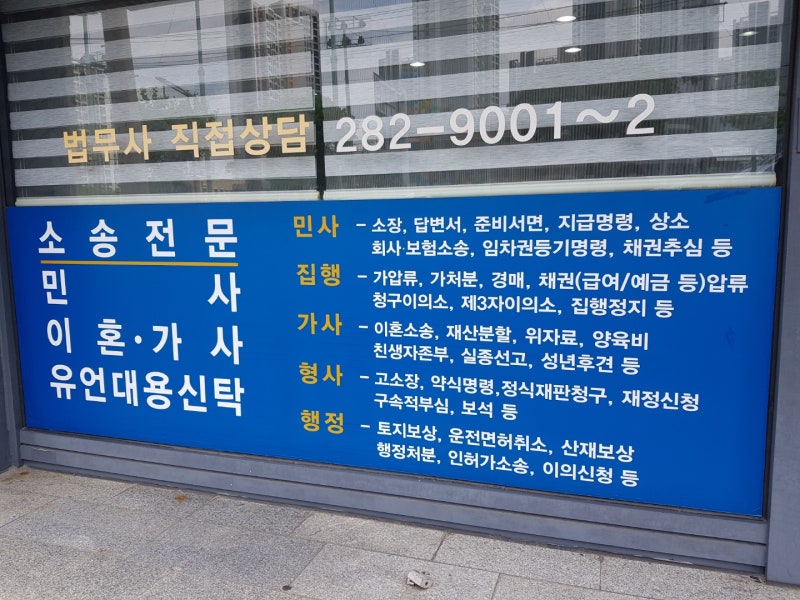 법무사 직접상담 282-9001~2
소송전문
민 사
이혼·가사
유언대용신탁
민사 - 소장, 답변서, 준비서면, 지급명령, 상소
회사·보험소송, 임차권등기명령, 채권추심 등
집행 - 가압류, 가처분, 경매, 채권(급여/예금 등)압류
청구이의소, 제3자이의소, 집행정지 등
가사 - 이혼소송, 재산분할, 위자료, 양육비
친생자존부, 실종선고, 성년후견 등
형사 - 고소장, 약식명령,정식재판청구, 재정신청
구속적부심, 보석 등
행정 - 토지보상, 운전면허취소, 산재보상
행정처분, 인허가소송, 이의신청 등